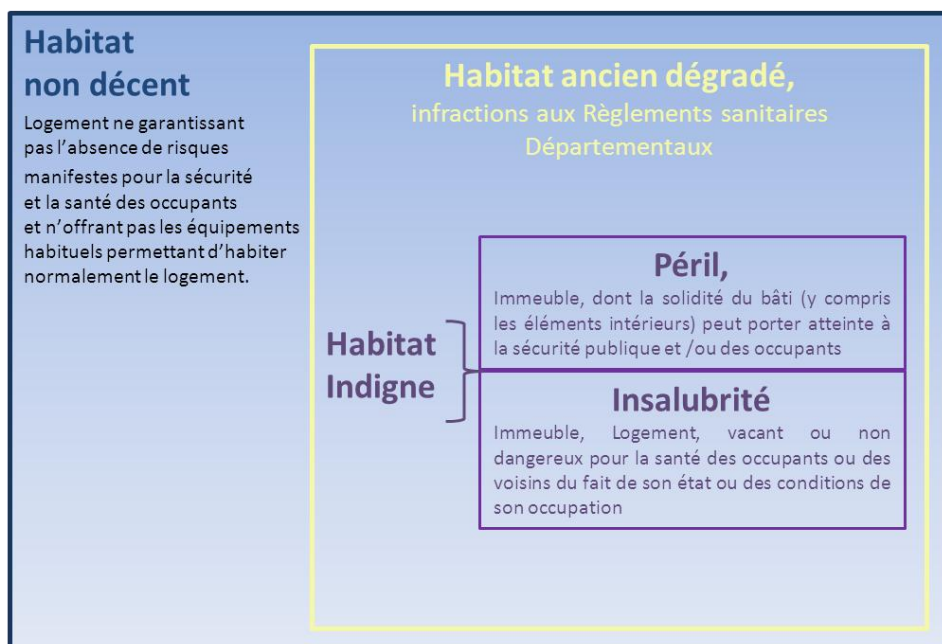 Habitat
non décent
Logement ne garantissant
pas l'absence de risques
manifestes pour la sécurité
et la santé des occupants
et n'offrant pas les équipements
habituels permettant d'habiter
normalement le logement.
Habitat ancien dégradé,
infractions aux Règlements sanitaires
Départementaux
Habitat
Indigne
Péril,
Immeuble, dont la solidité du bâti (y compris
les éléments intérieurs) peut porter atteinte à
la sécurité publique et /ou des occupants
Insalubrité
Immeuble, Logement, vacant ou non
dangereux pour la santé des occupants ou des
voisins du fait de son état ou des conditions de
son occupation